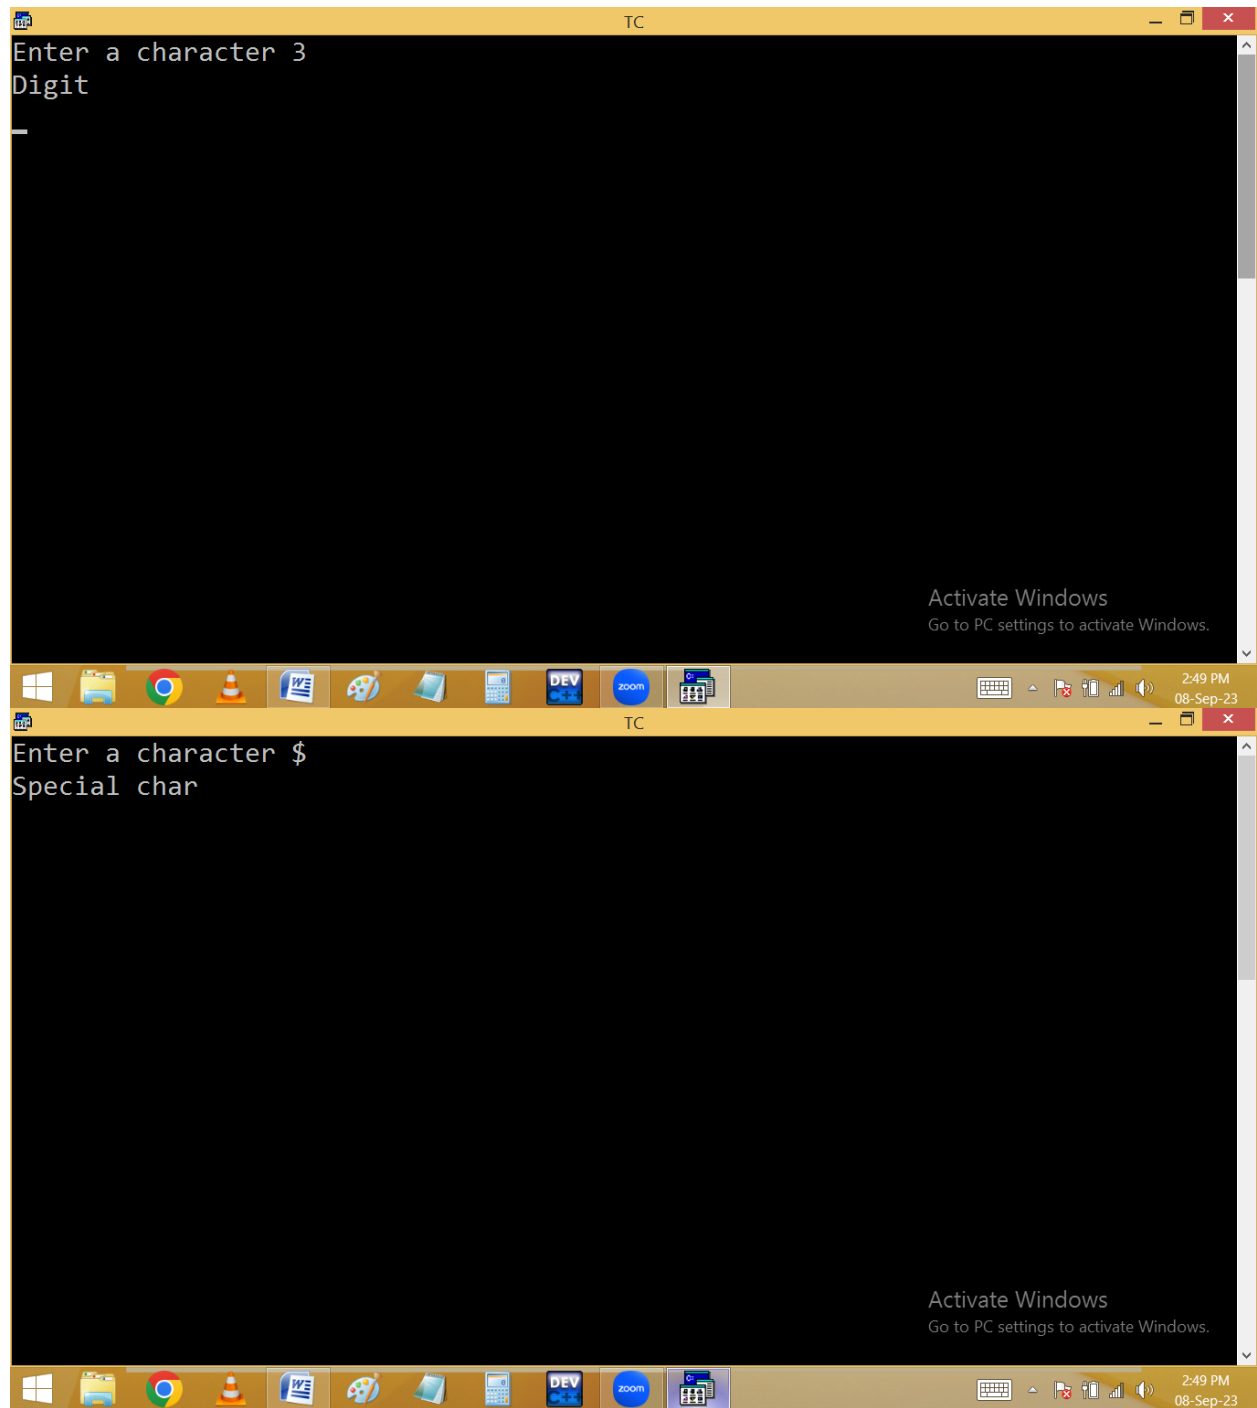 TC
Enter a character 3
Digit
Activate Windows
Go to PC settings to activate Windows.
W
DEV
C++
zoom
C:\
2:49 PM
08-Sep-23
TC
Enter a character $
Special char
Activate Windows
Go to PC settings to activate Windows.
W
DEV
C++
zoom
C:\
2:49 PM
08-Sep-23